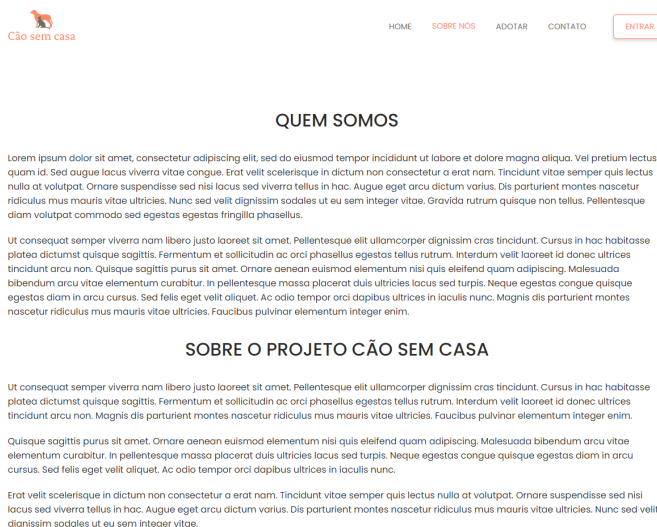 Cão sem casa
HOME SOBRE NÓS ADOTAR CONTATO ENTRAR
QUEM SOMOS
Lorem ipsum dolor sit amet, consectetur adipiscing elit, sed do eiusmod tempor incididunt ut labore et dolore magna aliqua. Vel pretium lectus
quam id. Sed augue lacus viverra vitae congue. Erat velit scelerisque in dictum non consectetur a erat nam. Tincidunt vitae semper quis lectus
nulla at volutpat. Ornare suspendisse sed nisi lacus sed viverra tellus in hac. Augue eget arcu dictum varius. Dis parturient montes nascetur
ridiculus mus mauris vitae ultricies. Nunc sed velit dignissim sodales ut eu sem integer vitae. Gravida rutrum quisque non tellus. Pellentesque
diam volutpat commodo sed egestas egestas fringilla phasellus.
Ut consequat semper viverra nam libero justo laoreet sit amet. Pellentesque elit ullamcorper dignissim cras tincidunt. Cursus in hac habitasse
platea dictumst quisque sagittis. Fermentum et sollicitudin ac orci phasellus egestas tellus rutrum. Interdum velit laoreet id donec ultrices
tincidunt arcu non. Quisque sagittis purus sit amet. Ornare aenean euismod elementum nisi quis eleifend quam adipiscing. Malesuada
bibendum arcu vitae elementum curabitur. In pellentesque massa placerat duis ultricies lacus sed turpis. Neque egestas congue quisque
egestas diam in arcu cursus. Sed felis eget velit aliquet. Ac odio tempor orci dapibus ultrices in iaculis nunc. Magnis dis parturient montes
nascetur ridiculus mus mauris vitae ultricies. Faucibus pulvinar elementum integer enim.
SOBRE O PROJETO CÃO SEM CASA
Ut consequat semper viverra nam libero justo laoreet sit amet. Pellentesque elit ullamcorper dignissim cras tincidunt. Cursus in hac habitasse
platea dictumst quisque sagittis. Fermentum et sollicitudin ac orci phasellus egestas tellus rutrum. Interdum velit laoreet id donec ultrices
tincidunt arcu non. Magnis dis parturient montes nascetur ridiculus mus mauris vitae ultricies. Faucibus pulvinar elementum integer enim.
Quisque sagittis purus sit amet. Ornare aenean euismod elementum nisi quis eleifend quam adipiscing. Malesuada bibendum arcu vitae
elementum curabitur. In pellentesque massa placerat duis ultricies lacus sed turpis. Neque egestas congue quisque egestas diam in arcu
cursus. Sed felis eget velit aliquet. Ac odio tempor orci dapibus ultrices in iaculis nunc.
Erat velit scelerisque in dictum non consectetur a erat nam. Tincidunt vitae semper quis lectus nulla at volutpat. Ornare suspendisse sed nisi
lacus sed viverra tellus in hac. Augue eget arcu dictum varius. Dis parturient montes nascetur ridiculus mus mauris vitae ultricies. Nunc sed velit
dignissim sodales ut eu sem integer vitae.